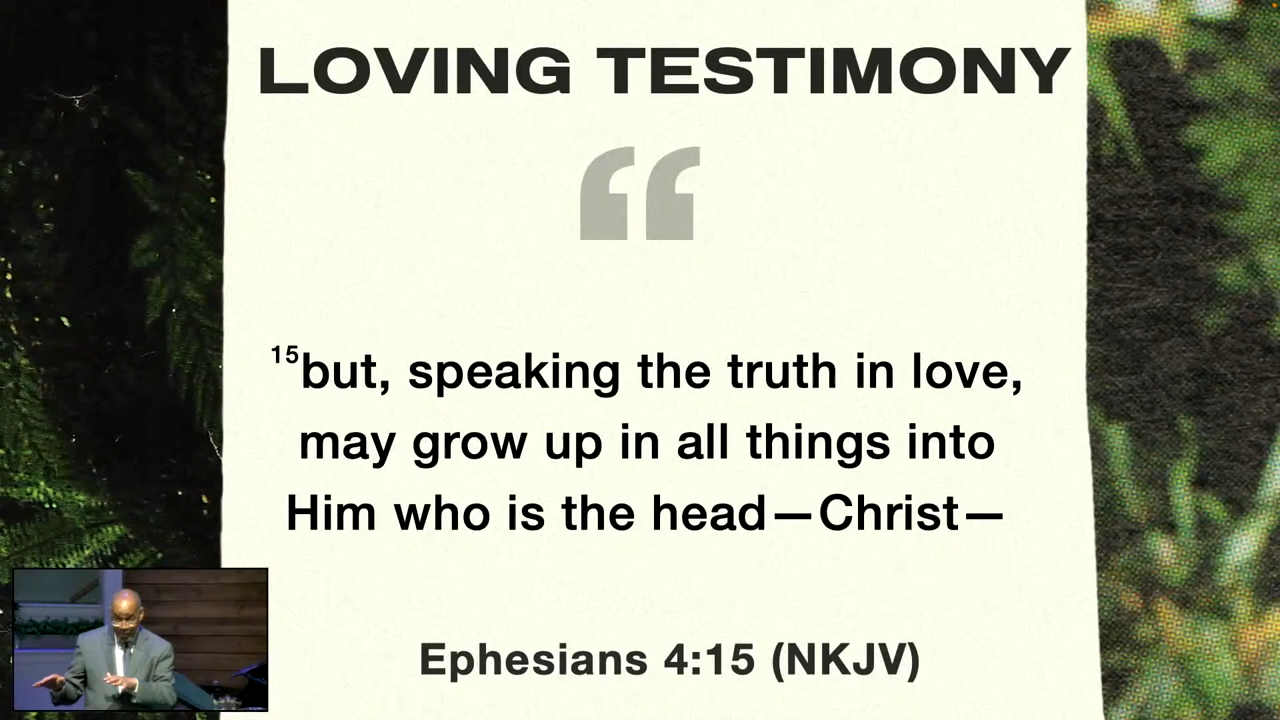 LOVING TESTIMONY
“
15but, speaking the truth in love,
may grow up in all things into
Him who is the head—Christ—
Ephesians 4:15 (NKJV)